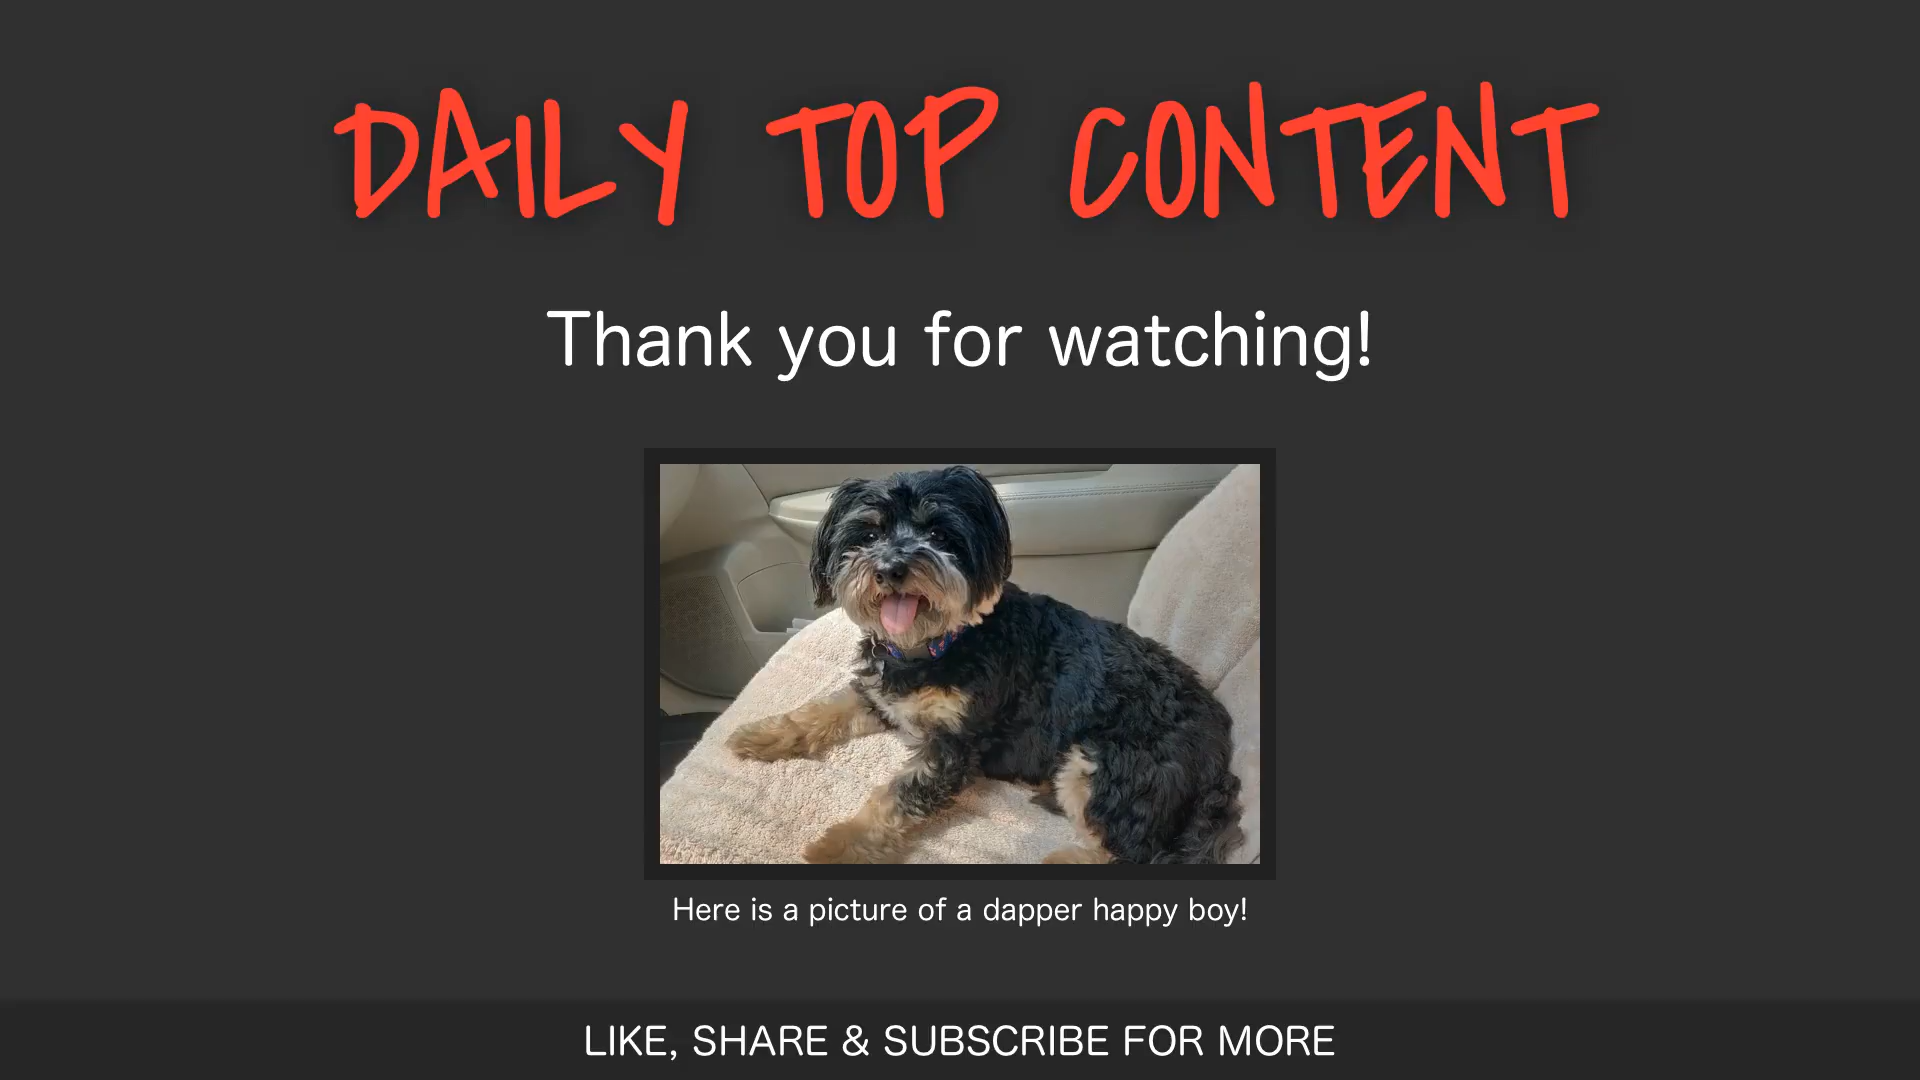 DAILY TOP CONTENT
Thank you for watching!
Here is a picture of a dapper happy boy!
LIKE, SHARE & SUBSCRIBE FOR MORE